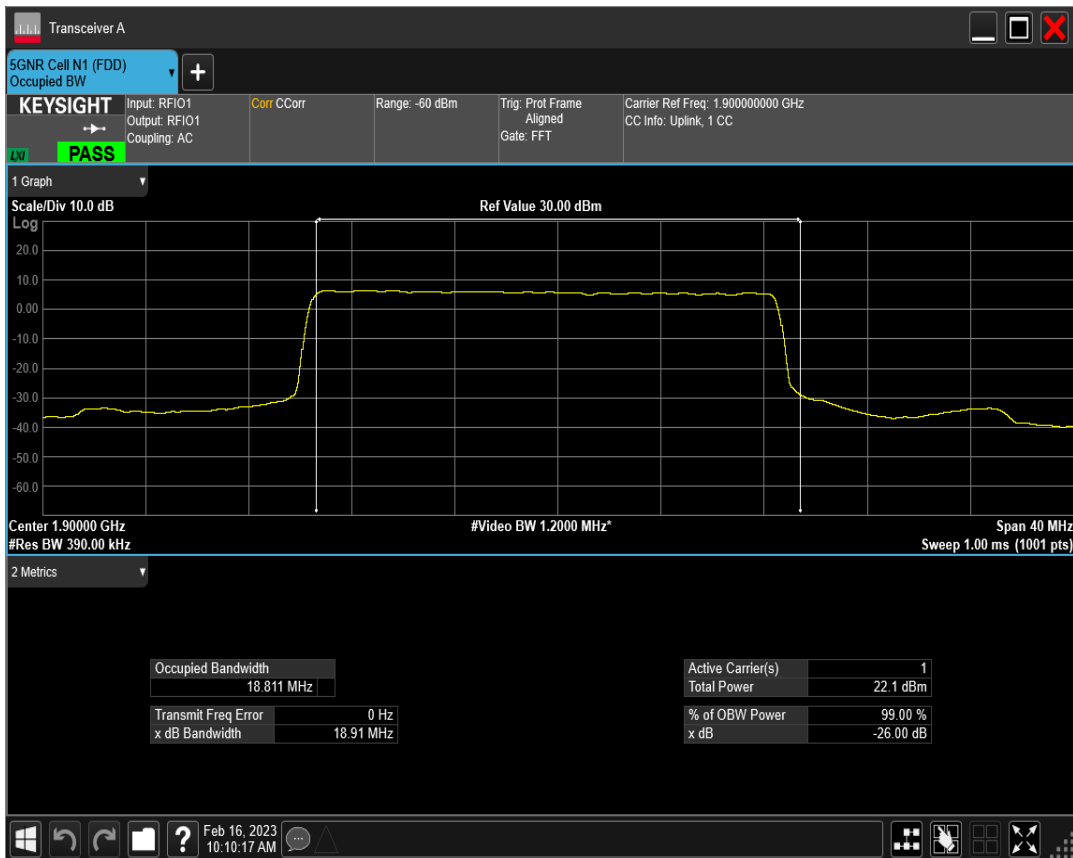 Transceiver A
5GNR Cell N1 (FDD)
Occupied BW
KEYSIGHT
LXI
PASS
Input: RFIO1
Output: RFIO1
Coupling: AC
Corr CCorr
Range: -60 dBm
Trig: Prot Frame
Aligned
Gate: FFT
Carrier Ref Freq: 1.900000000 GHz
CC Info: Uplink, 1 CC
1 Graph
Scale/Div 10.0 dB
Ref Value 30.00 dBm
Log
20.0
10.0
0.00
-10.0
-20.0
-30.0
-40.0
-50.0
-60.0
Center 1.90000 GHz
#Video BW 1.2000 MHz*
Span 40 MHz
#Res BW 390.00 kHz
Sweep 1.00 ms (1001 pts)
2 Metrics
Occupied Bandwidth
18.811 MHz
Transmit Freq Error 0 Hz
x dB Bandwidth 18.91 MHz
Active Carrier(s) 1
Total Power 22.1 dBm
% of OBW Power 99.00 %
x dB -26.00 dB
?
Feb 16, 2023
10:10:17 AM